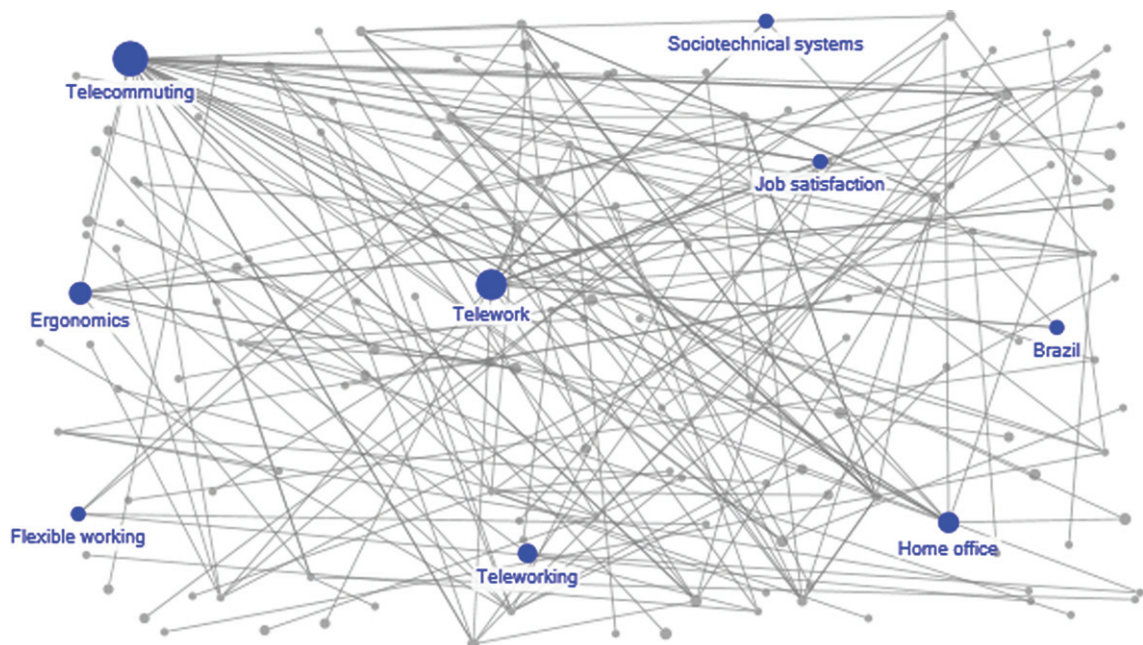 Sociotechnical systems
Telecommuting
Job satisfaction
Ergonomics
Telework
Brazil
Flexible working
Home office
Teleworking